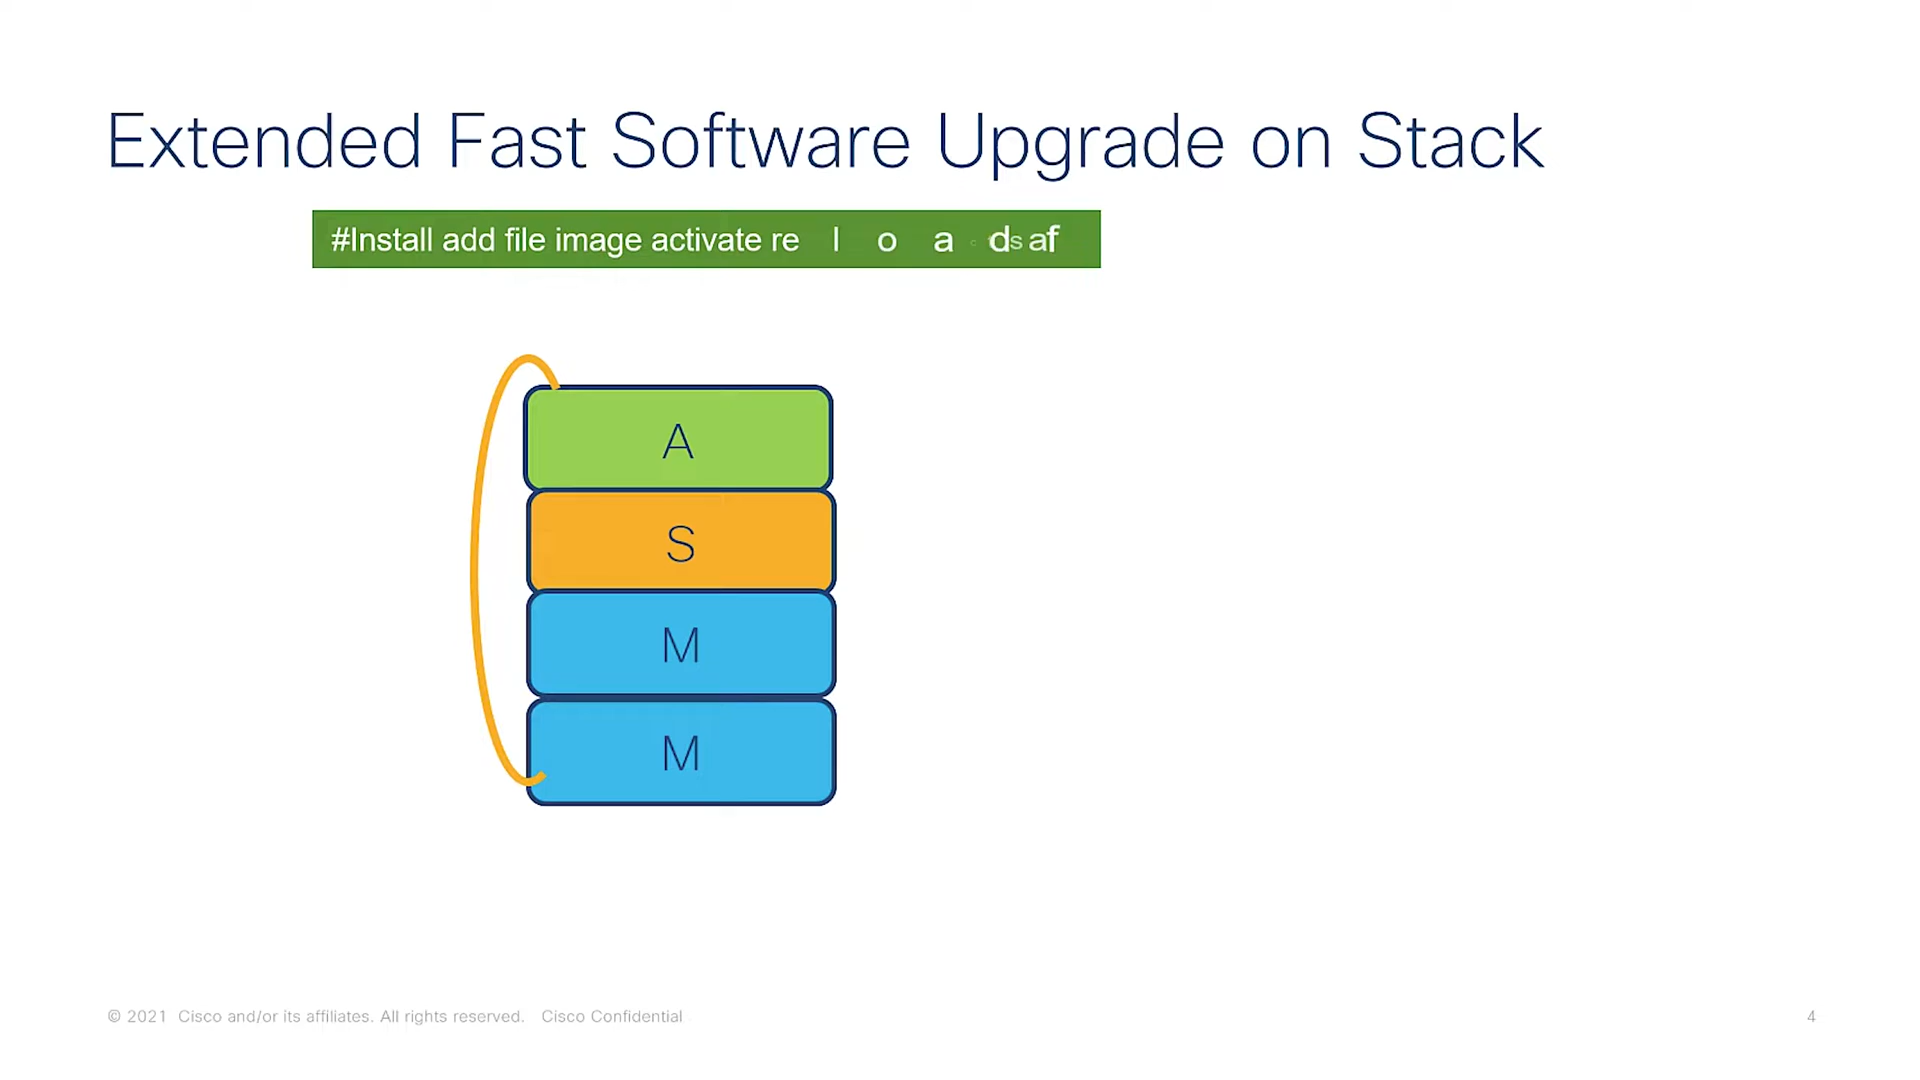 Extended Fast Software Upgrade on Stack
#Install add file image activate re l o a d
A
S
M
M
© 2021 Cisco and/or its affiliates. All rights reserved. Cisco Confidential
4